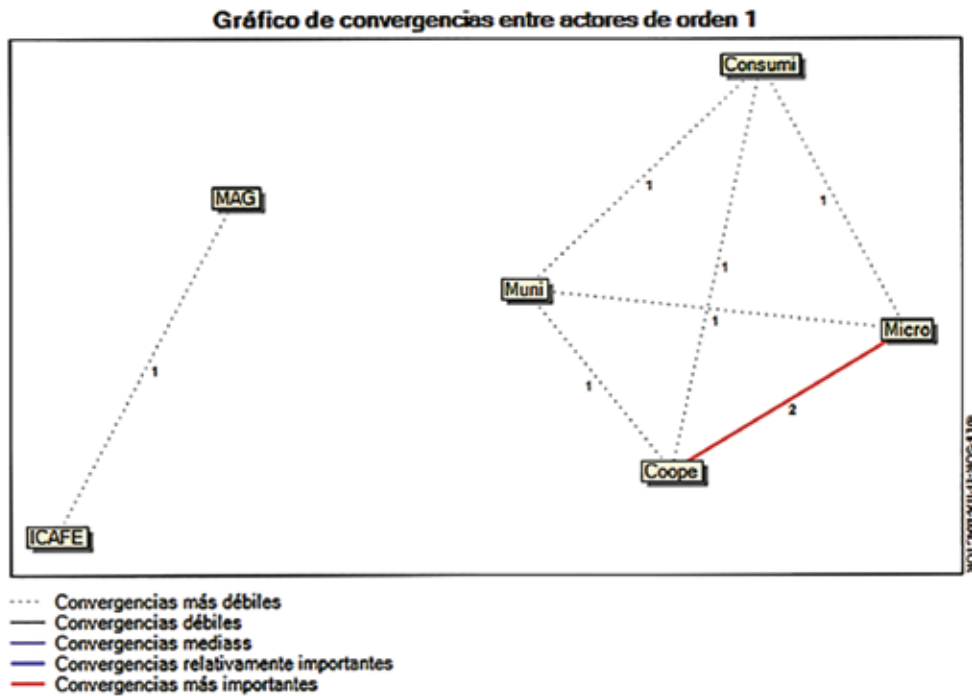 Gráfico de convergencias entre actores de orden 1
Consumi
MAG
1
1
1
Muni
1
Micro
1
1
2
Coope
ICAFE
Convergencias más débiles
Convergencias débiles
Convergencias mediass
Convergencias relativamente importantes
Convergencias más importantes